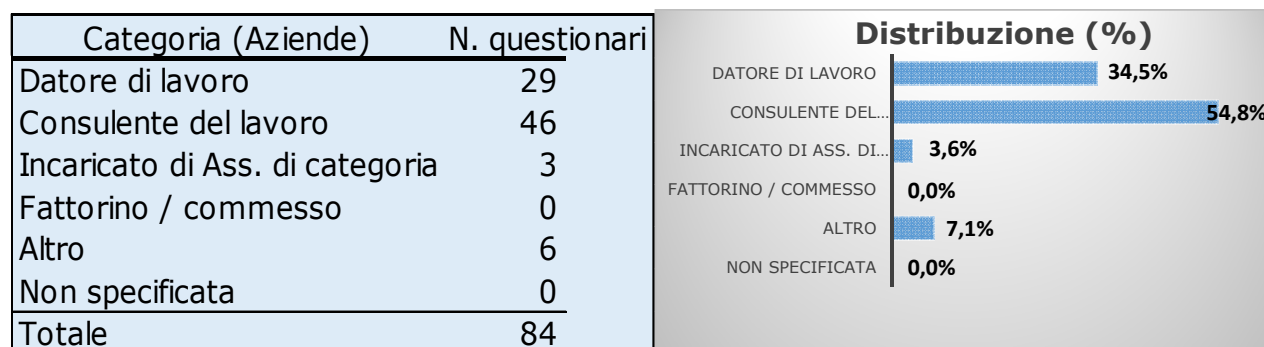 Categoria (Aziende) N. questionari
Datore di lavoro 29
Consulente del lavoro 46
Incaricato di Ass. di categoria 3
Fattorino / commesso 0
Altro 6
Non specificata 0
Totale 84
Distribuzione (%)
DATORE DI LAVORO 34,5%
CONSULENTE DEL… 54,8%
INCARICATO DI ASS. DI… 3,6%
FATTORINO / COMMESSO 0,0%
ALTRO 7,1%
NON SPECIFICATA 0,0%